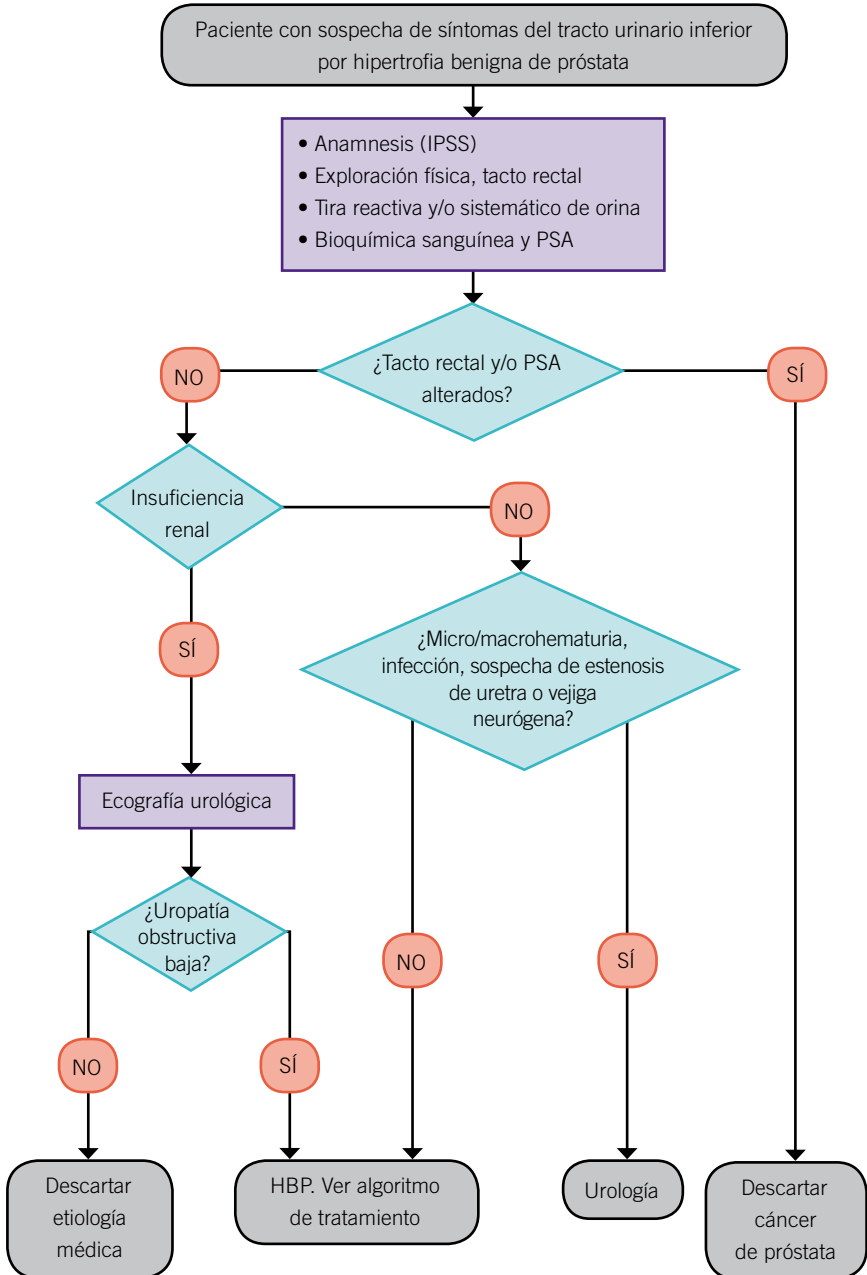 Paciente con sospecha de síntomas del tracto urinario inferior
por hipertrofia benigna de próstata
• Anamnesis (IPSS)
• Exploración física, tacto rectal
• Tira reactiva y/o sistemático de orina
• Bioquímica sanguínea y PSA
¿Tacto rectal y/o PSA
alterados?
NO
SÍ
Insuficiencia
renal
NO
SÍ
¿Micro/macrohematuria,
infección, sospecha de estenosis
de uretra o vejiga
neurógena?
Ecografía urológica
¿Uropatía
obstructiva
baja?
NO
SÍ
NO
SÍ
Descartar
etiología
médica
HBP. Ver algoritmo
de tratamiento
Urología
Descartar
cáncer
de próstata